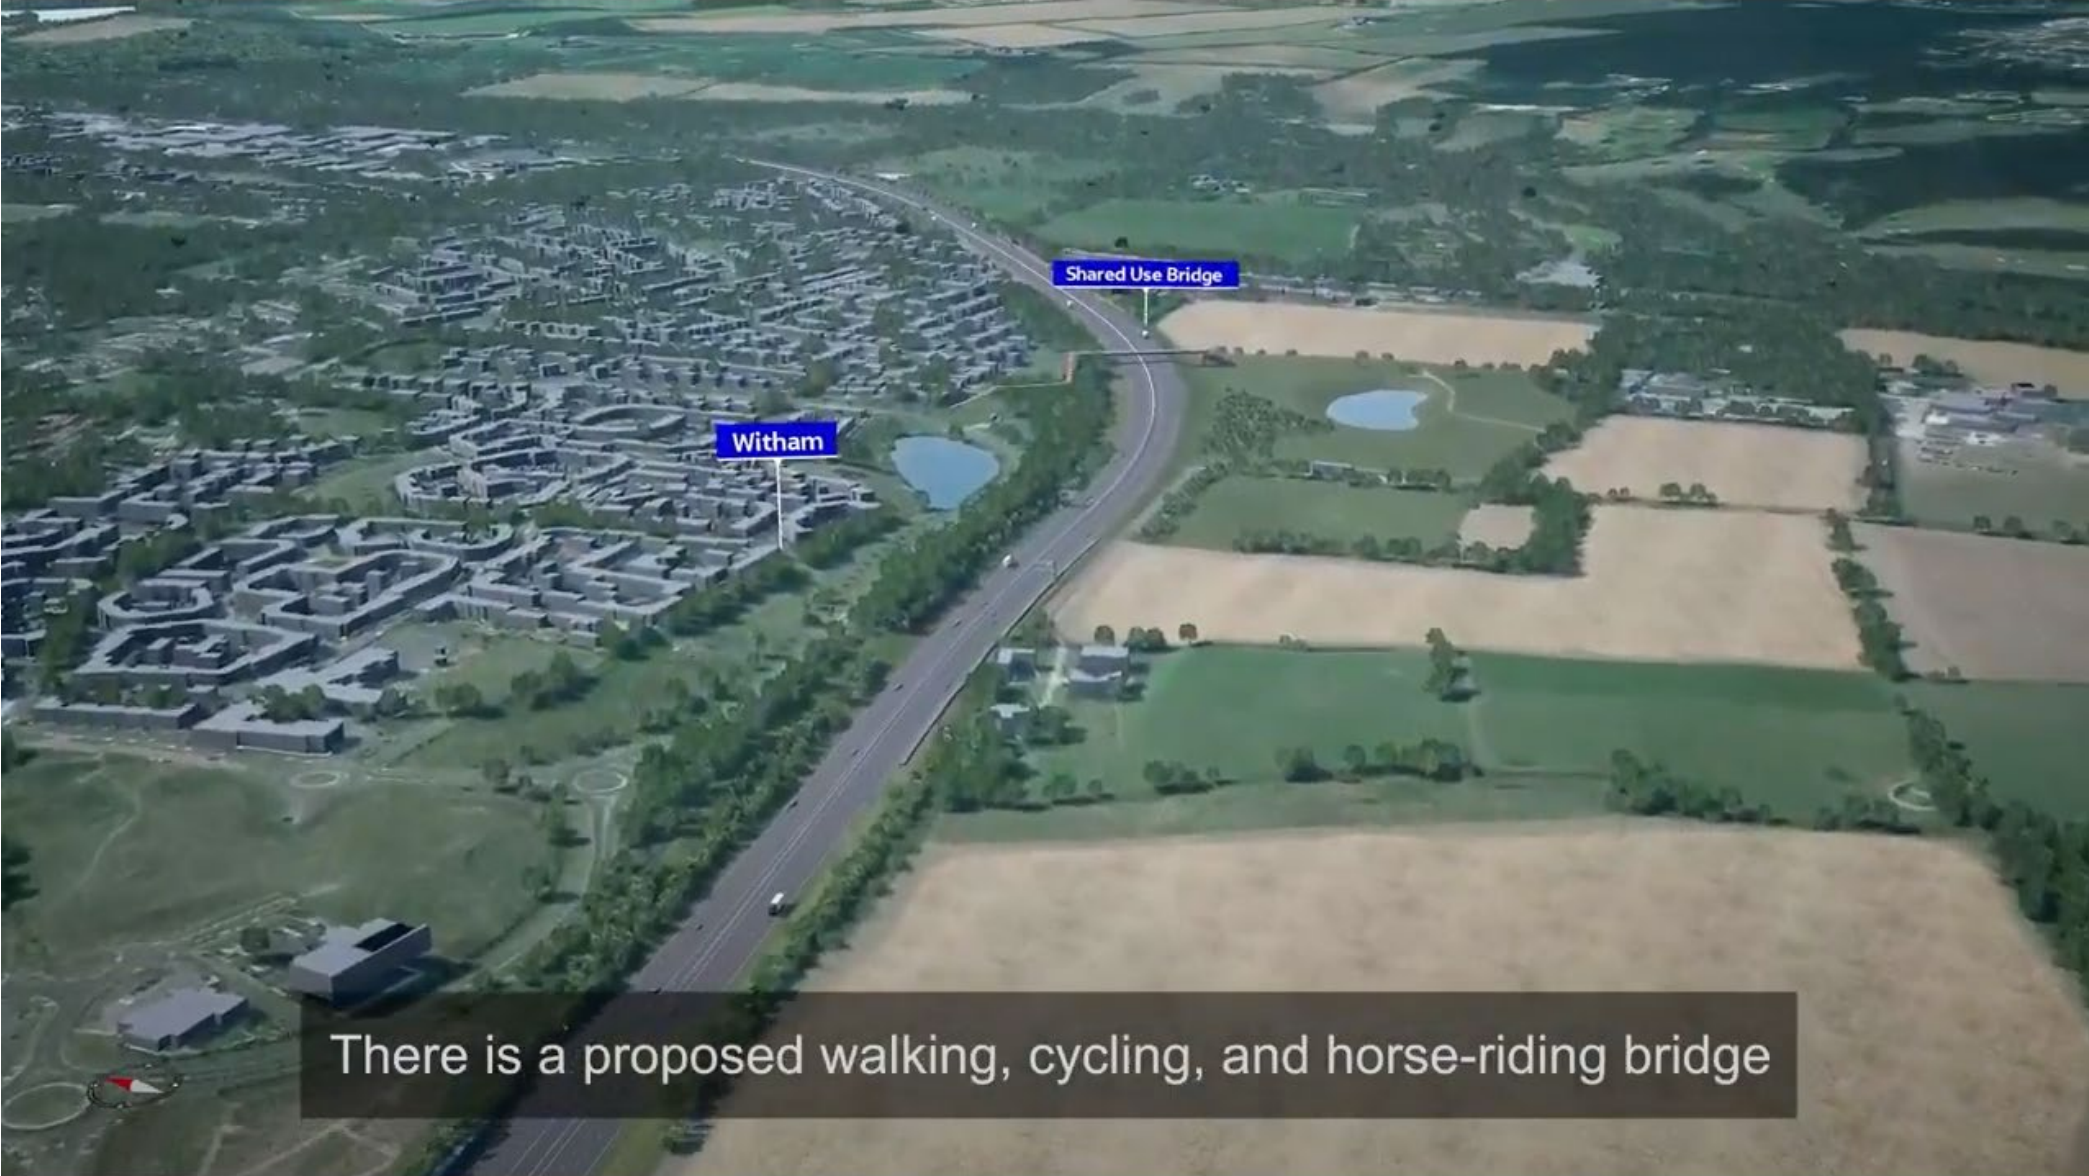 Shared Use Bridge
Witham
There is a proposed walking, cycling, and horse-riding bridge